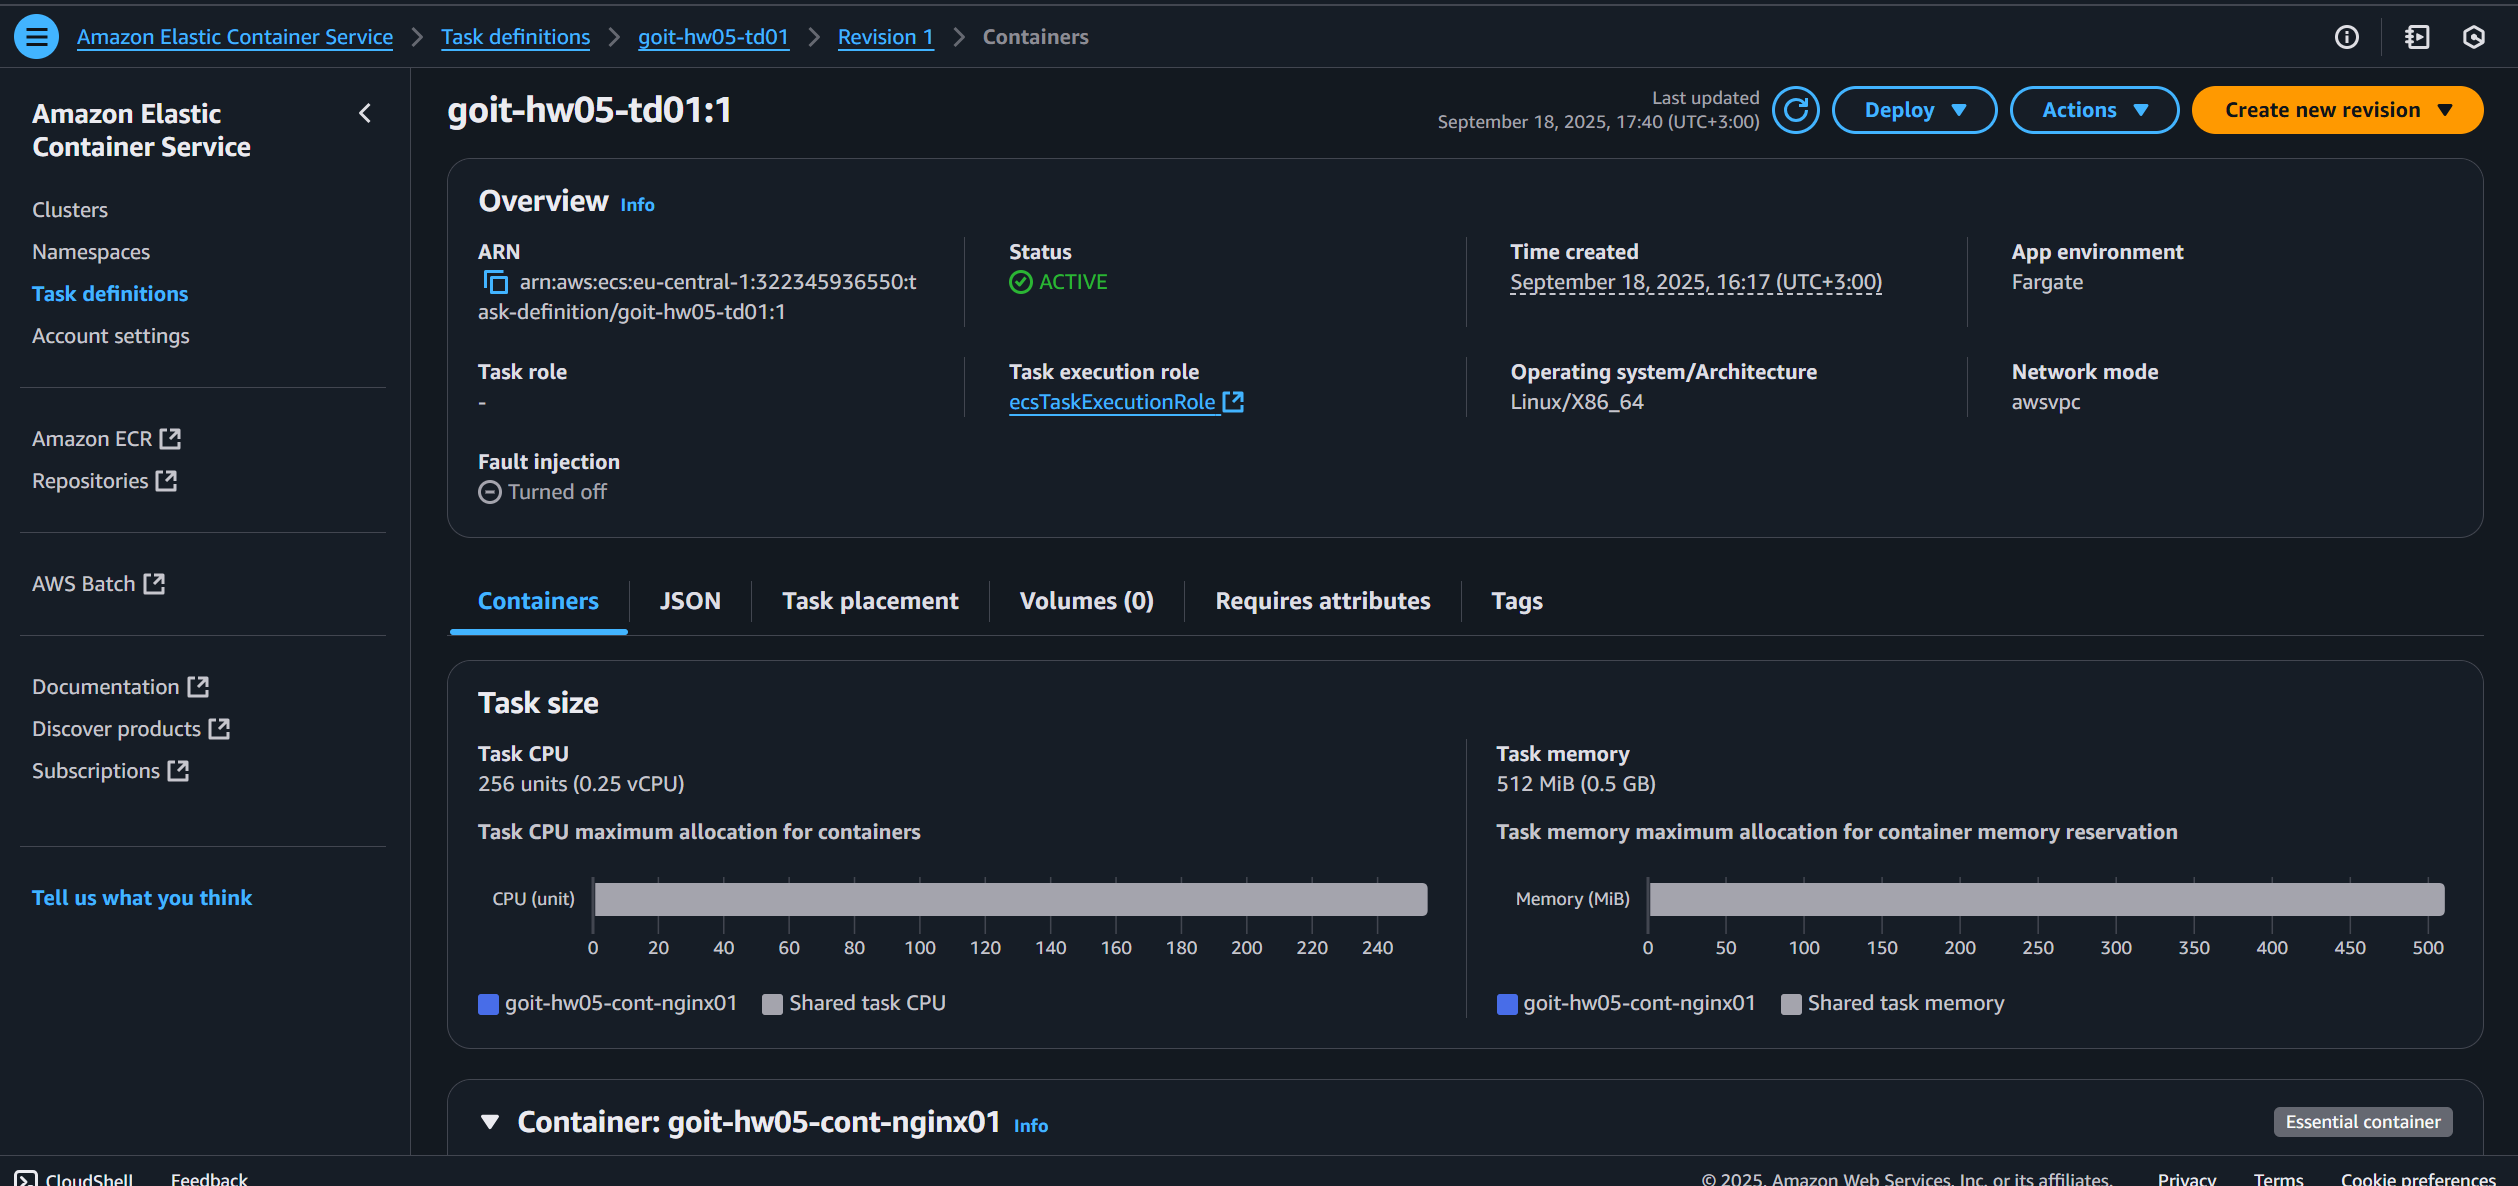 Amazon Elastic Container Service > Task definitions > goit-hw05-td01 > Revision 1 > Containers
Amazon Elastic
Container Service
Clusters
Namespaces
Task definitions
Account settings
Amazon ECR
Repositories
AWS Batch
Documentation
Discover products
Subscriptions
Tell us what you think
goit-hw05-td01:1
Last updated
September 18, 2025, 17:40 (UTC+3:00)
Deploy
Actions
Create new revision
Overview Info
ARN
arn:aws:ecs:eu-central-1:322345936550:t
ask-definition/goit-hw05-td01:1
Status
ACTIVE
Time created
September 18, 2025, 16:17 (UTC+3:00)
App environment
Fargate
Task role
-
Task execution role
ecsTaskExecutionRole
Operating system/Architecture
Linux/X86_64
Network mode
awsvpc
Fault injection
Turned off
Containers
JSON
Task placement
Volumes (0)
Requires attributes
Tags
Task size
Task CPU
256 units (0.25 vCPU)
Task CPU maximum allocation for containers
CPU (unit)
0 20 40 60 80 100 120 140 160 180 200 220 240
goit-hw05-cont-nginx01 Shared task CPU
Task memory
512 MiB (0.5 GB)
Task memory maximum allocation for container memory reservation
Memory (MiB)
0 50 100 150 200 250 300 350 400 450 500
goit-hw05-cont-nginx01 Shared task memory
Container: goit-hw05-cont-nginx01 Info
Essential container
CloudShell Feedback
© 2025, Amazon Web Services, Inc. or its affiliates. Privacy Terms Cookie preferences